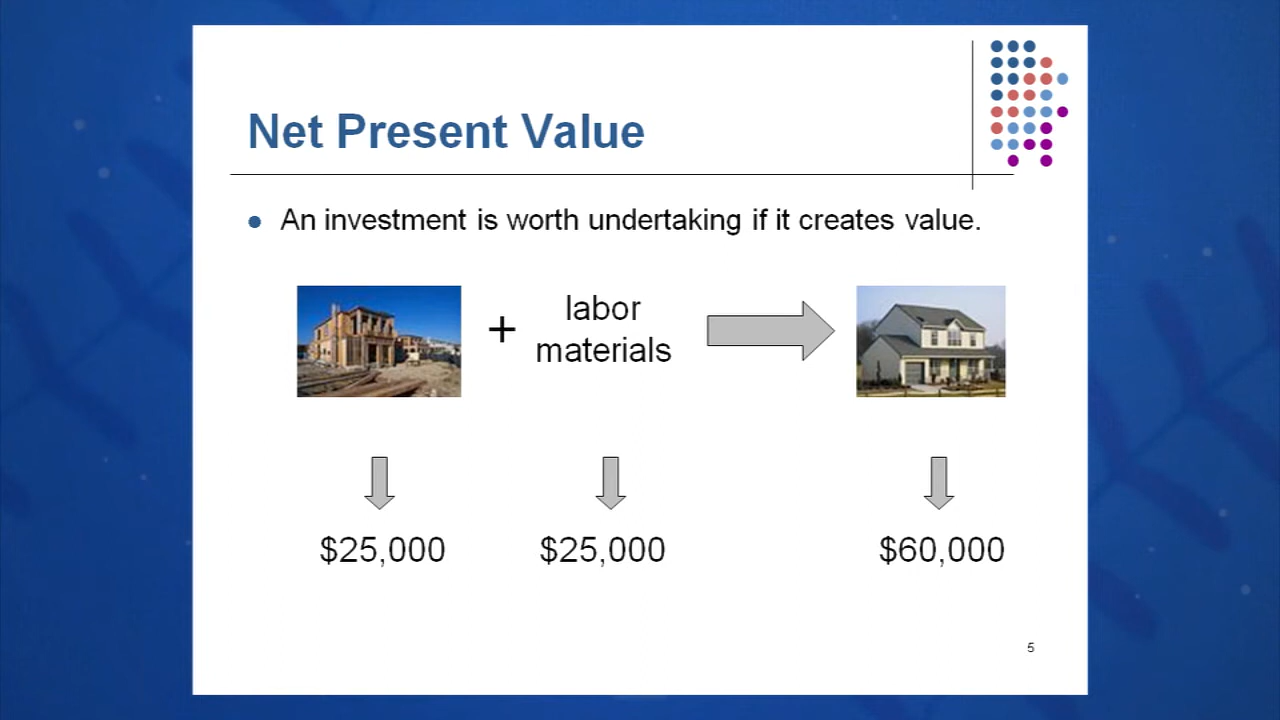 Net Present Value
An investment is worth undertaking if it creates value.
+
labor
materials
$25,000
$25,000
$60,000
5